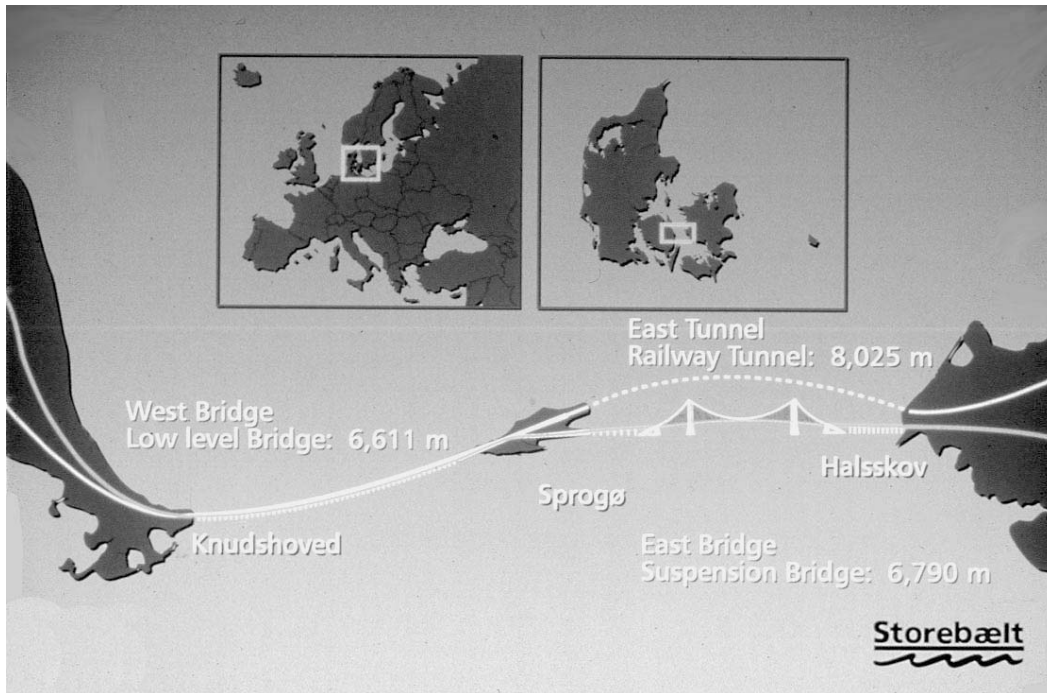 East Tunnel
Railway Tunnel: 8,025 m
West Bridge
Low level Bridge: 6,611 m
Halsskov
Sprogø
Knudshoved
East Bridge
Suspension Bridge: 6,790 m
Storebælt